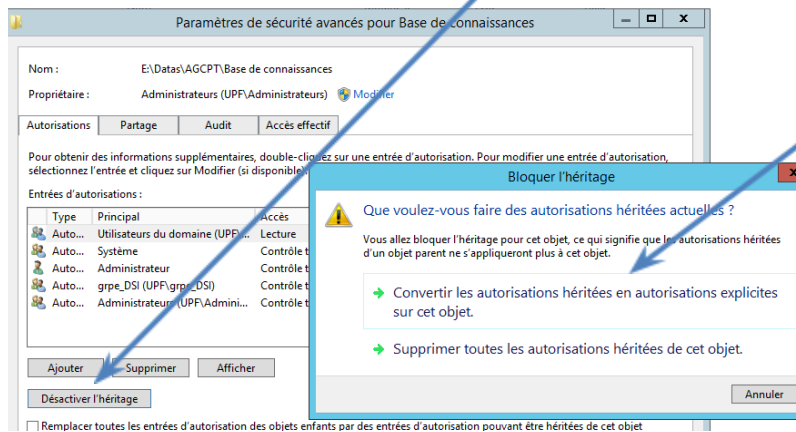 Paramètres de sécurité avancés pour Base de connaissances
Nom : E:\Datas\AGCPT\Base de connaissances
Propriétaire : Administrateurs (UPF\Administrateurs) Modifier
Autorisations Partage Audit Accès effectif
Pour obtenir des informations supplémentaires, double-cliquez sur une entrée d'autorisation. Pour modifier une entrée d'autorisation,
sélectionnez l'entrée et cliquez sur Modifier (si disponible)
Entrées d'autorisations :
Type Principal Accès
Auto... Utilisateurs du domaine (UPF\... Lecture
Auto... Système Contrôle t
Auto... Administrateur Contrôle t
Auto... grpe_DSI (UPF\grpe_DSI) Contrôle t
Auto... Administrateurs (UPF\Admini... Contrôle t
Ajouter Supprimer Afficher
Désactiver l'héritage
Remplacer toutes les entrées d'autorisation des objets enfants par des entrées d'autorisation pouvant être héritées de cet objet
Bloquer l'héritage
Que voulez-vous faire des autorisations héritées actuelles ?
Vous allez bloquer l'héritage pour cet objet, ce qui signifie que les autorisations héritées
d'un objet parent ne s'appliqueront plus à cet objet.
Convertir les autorisations héritées en autorisations explicites
sur cet objet.
Supprimer toutes les autorisations héritées de cet objet.
Annuler